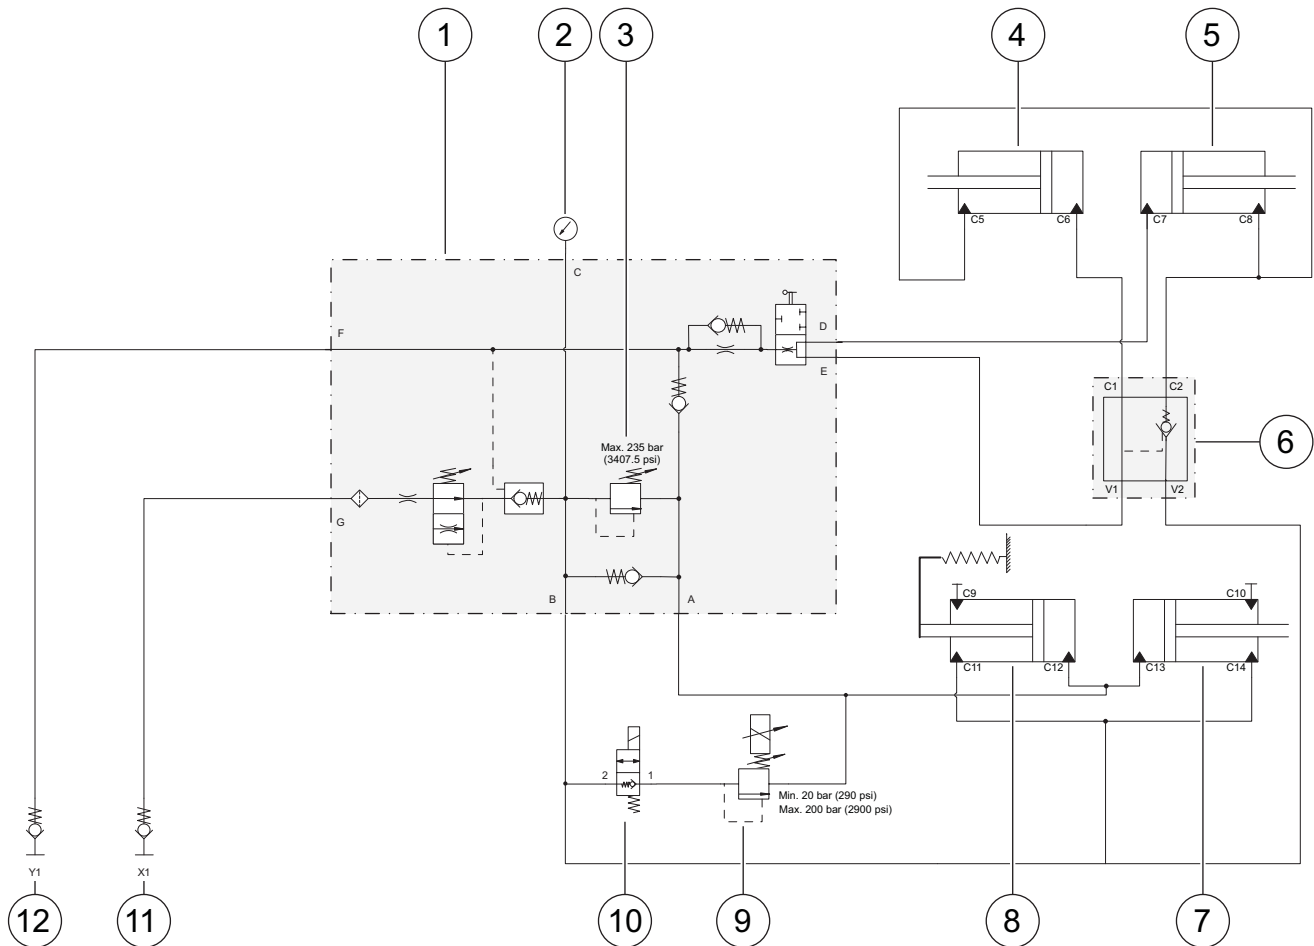 1
2
3
4
5
C5
C6
C7
C8
C
F
D
E
C1
C2
6
Max. 235 bar
(3407.5 psi)
V1
V2
G
B
A
C9
C10
C11
C12
C13
C14
2
1
Min. 20 bar (290 psi)
Max. 200 bar (2900 psi)
Y1
X1
12
11
10
9
8
7